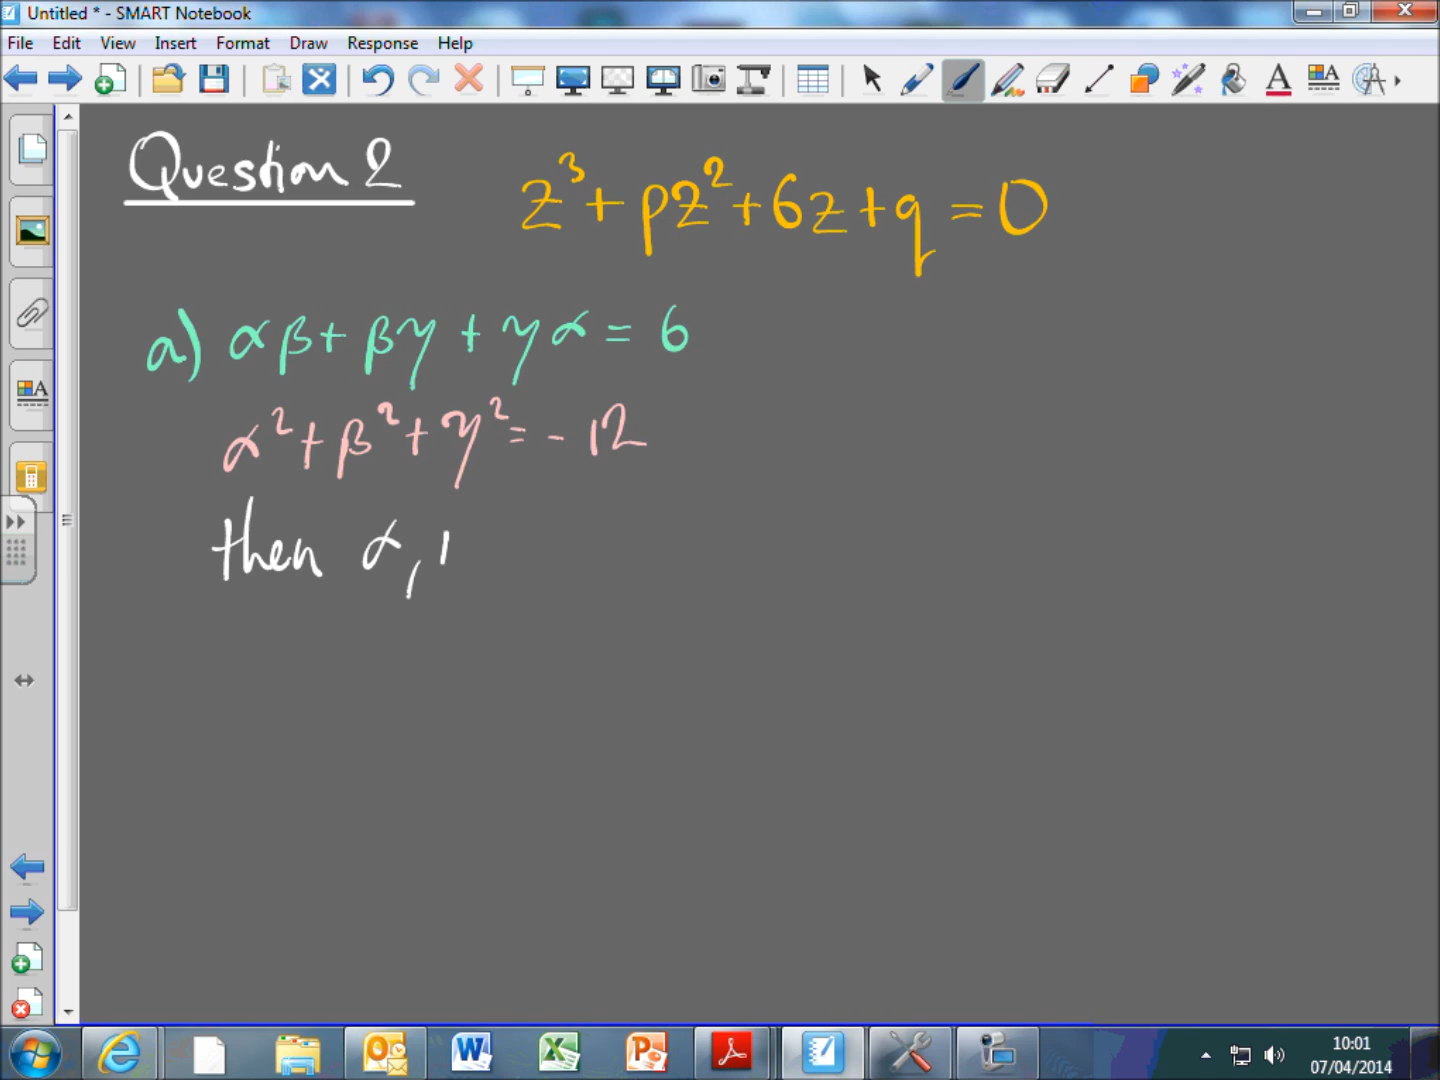 Untitled * - SMART Notebook
File Edit View Insert Format Draw Response Help
Question 2
z³ + pz² + 6z + q = 0
a) αβ + βγ + γα = 6
α² + β² + γ² = - 12
then α,
10:01
07/04/2014